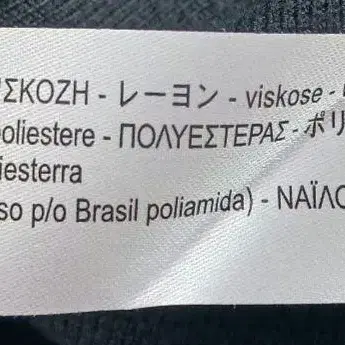 ΣΚΟΖΗ - レーヨン - viskose -
poliestere - ΠΟΛΥΕΣΤΕΡΑΣ - ポリ
iesterra
so p/o Brasil poliamida) - ΝΑΪΛΟ